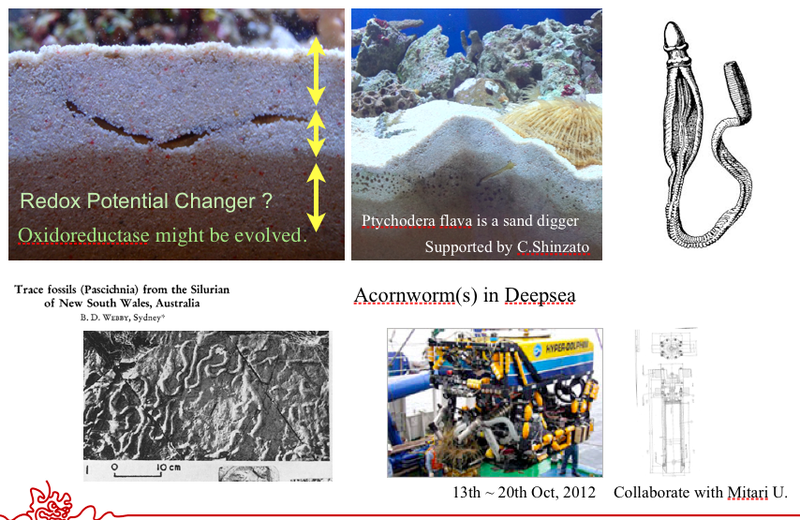 Redox Potential Changer ?
Oxidoreductase might be evolved.
Ptychodera flava is a sand digger
Supported by C.Shinzato
Trace fossils (Pascichnia) from the Silurian
of New South Wales, Australia
B. D. WEBBY, Sydney*
Acornworm(s) in Deepsea
HYPER-DOLPHIN
1 0 10 cm
13th ~ 20th Oct, 2012
Collaborate with Mitari U.